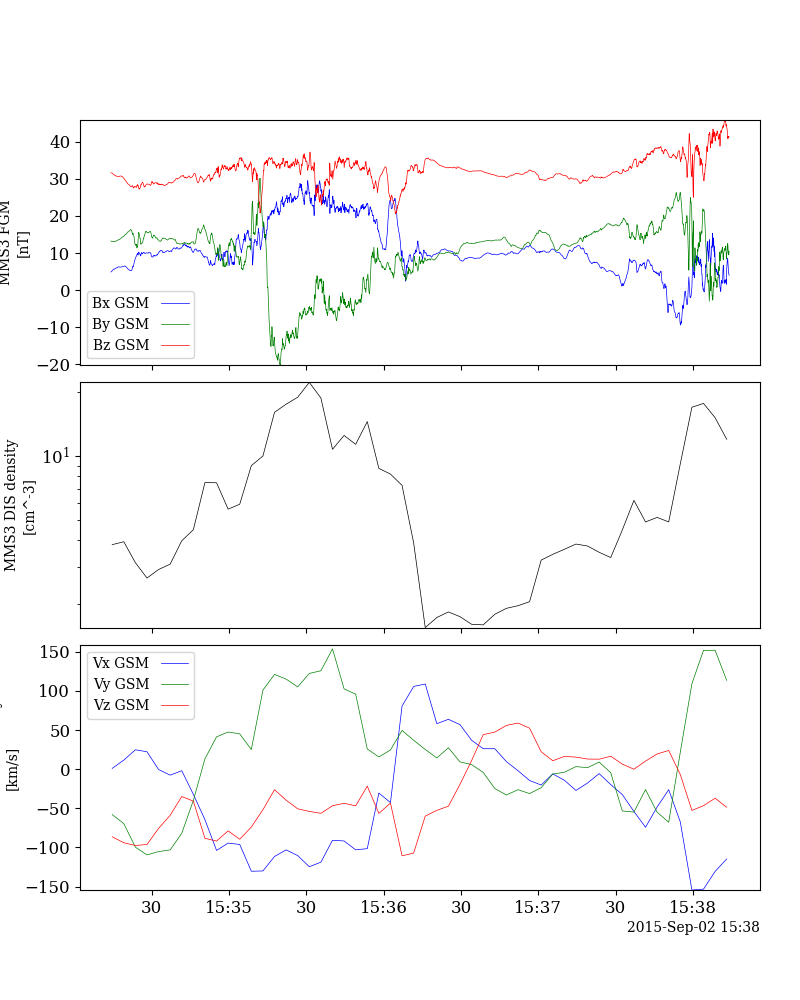 40
30
20
10
0
−10
−20
MMS3 FGM
[nT]
Bx GSM
By GSM
Bz GSM
10^1
MMS3 DIS density
[cm^-3]
150
100
50
0
−50
−100
−150
[km/s]
Vx GSM
Vy GSM
Vz GSM
30 15:35 30 15:36 30 15:37 30 15:38
2015-Sep-02 15:38